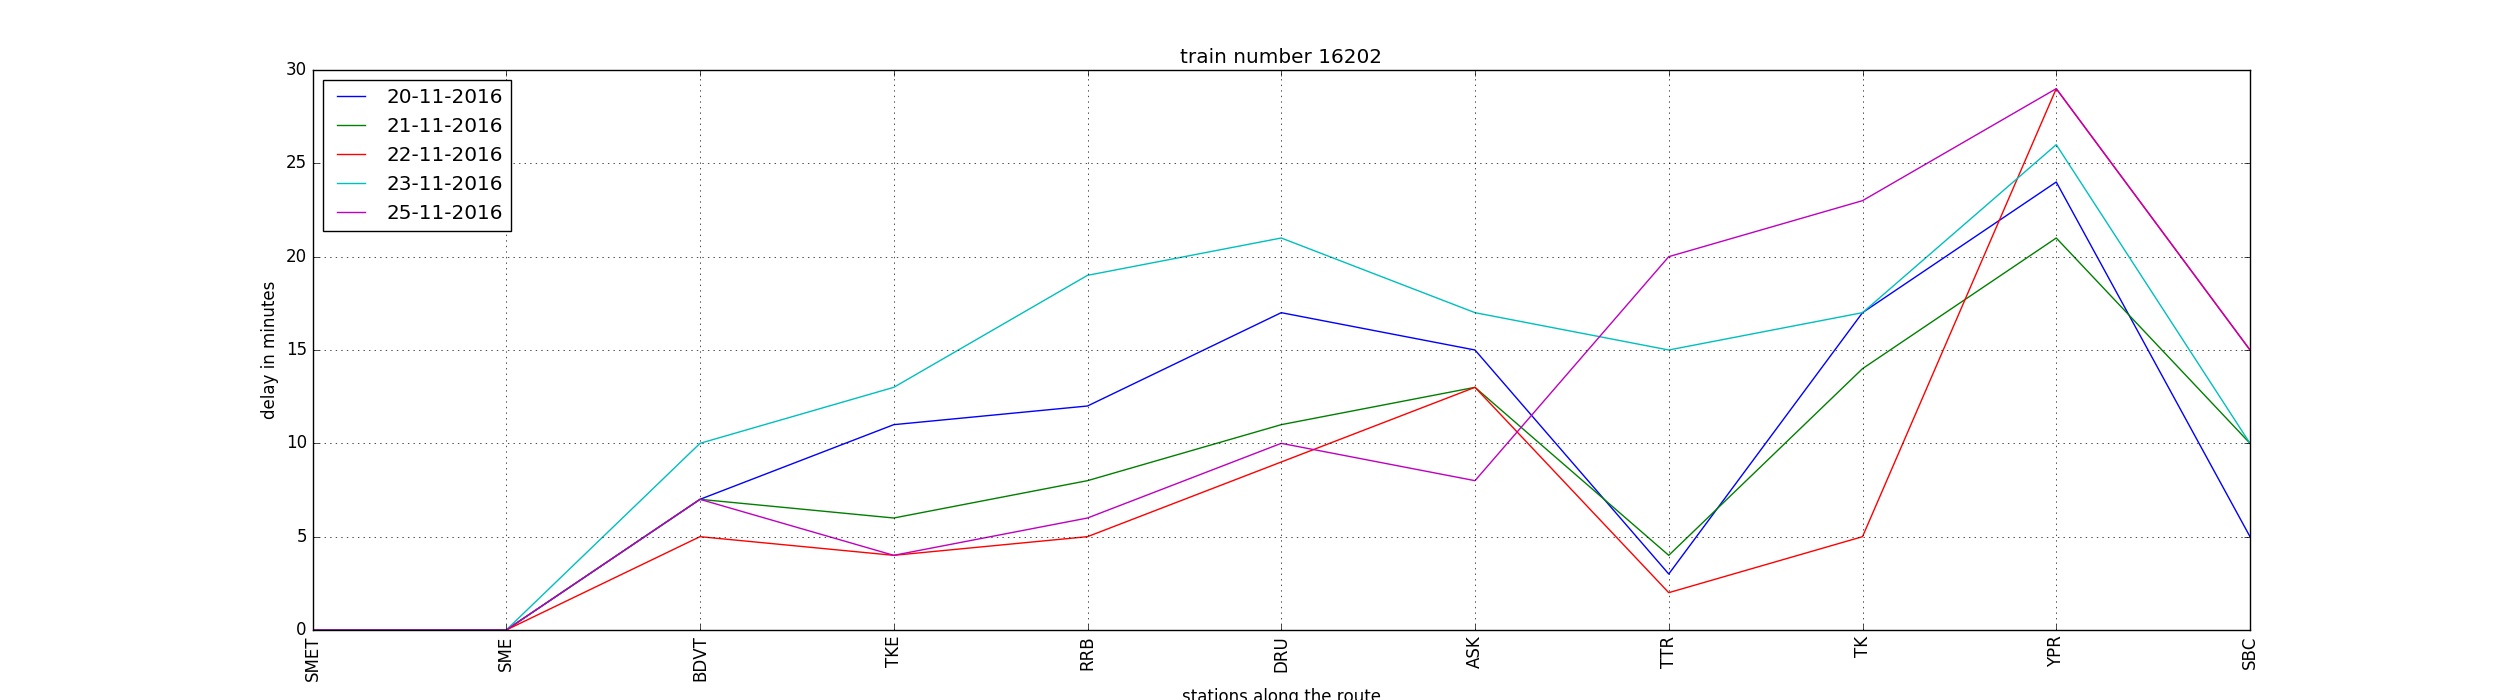 train number 16202
30
25
20
15
10
5
0
delay in minutes
20-11-2016
21-11-2016
22-11-2016
23-11-2016
25-11-2016
SMET
SME
BDVT
TKE
RRB
DRU
ASK
TTR
TK
YPR
SBC
stations along the route